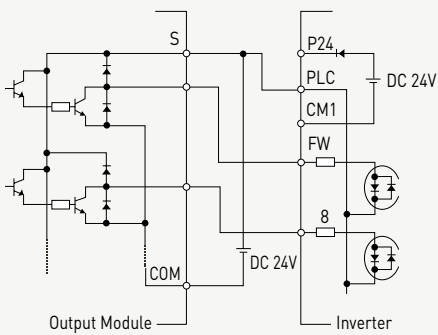 S
P24
PLC
DC 24V
CM1
FW
8
DC 24V
COM
Output Module
Inverter